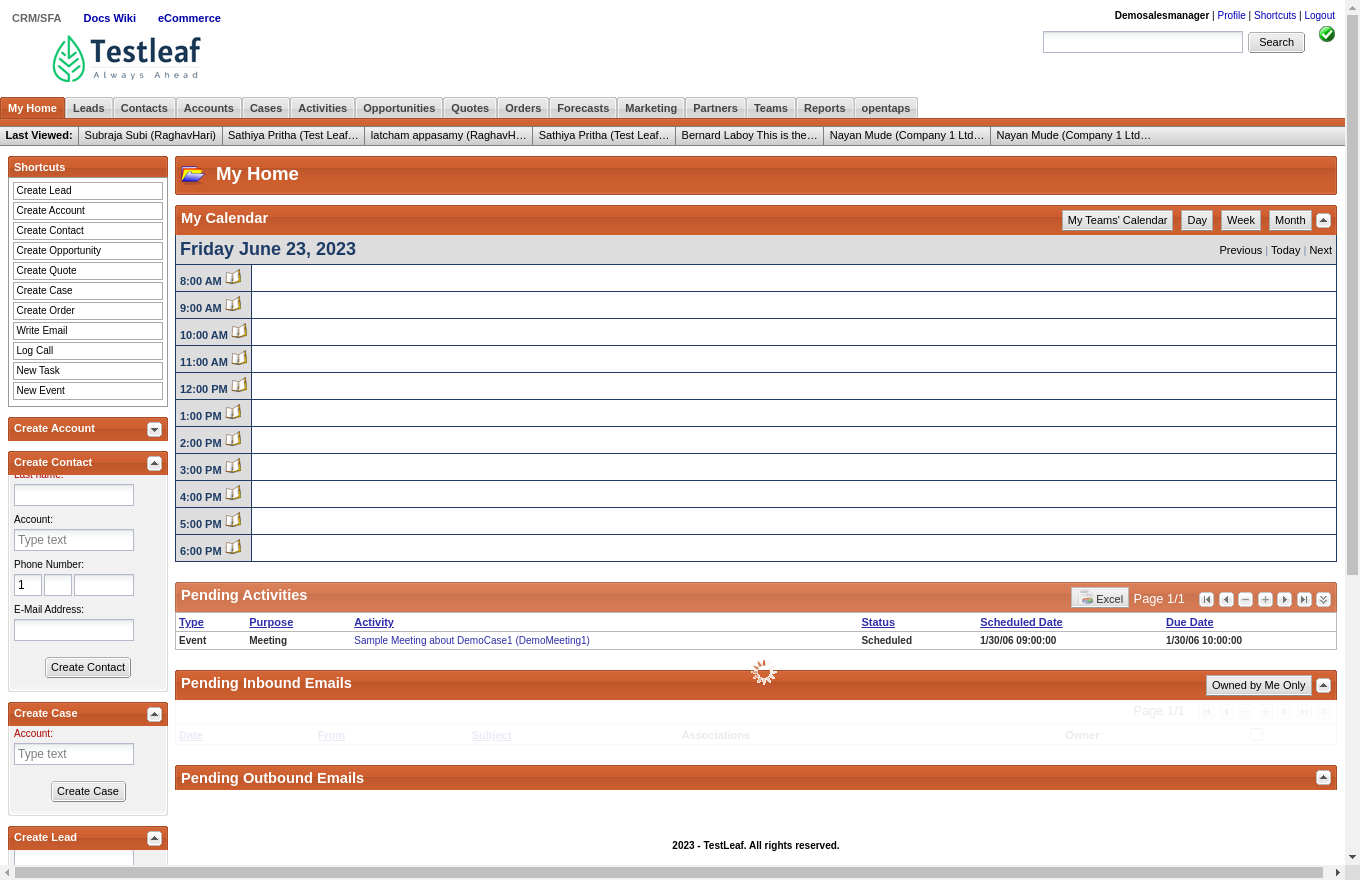 CRM/SFA Docs Wiki eCommerce
Demosalesmanager | Profile | Shortcuts | Logout
Testleaf
Always Ahead
Search
My Home Leads Contacts Accounts Cases Activities Opportunities Quotes Orders Forecasts Marketing Partners Teams Reports opentaps
Last Viewed: Subraja Subi (RaghavHari) Sathiya Pritha (Test Leaf… Iatcham appasamy (RaghavH… Sathiya Pritha (Test Leaf… Bernard Laboy This is the… Nayan Mude (Company 1 Ltd… Nayan Mude (Company 1 Ltd…
Shortcuts
Create Lead
Create Account
Create Contact
Create Opportunity
Create Quote
Create Case
Create Order
Write Email
Log Call
New Task
New Event
Create Account
Create Contact
Last name:
Account:
Type text
Phone Number:
1
E-Mail Address:
Create Contact
Create Case
Account:
Type text
Create Case
Create Lead
My Home
My Calendar
My Teams' Calendar Day Week Month
Friday June 23, 2023
Previous | Today | Next
8:00 AM
9:00 AM
10:00 AM
11:00 AM
12:00 PM
1:00 PM
2:00 PM
3:00 PM
4:00 PM
5:00 PM
6:00 PM
Pending Activities
Excel Page 1/1
Type Purpose Activity Status Scheduled Date Due Date
Event Meeting Sample Meeting about DemoCase1 (DemoMeeting1) Scheduled 1/30/06 09:00:00 1/30/06 10:00:00
Pending Inbound Emails
Owned by Me Only
Page 1/1
Date From Subject Associations Owner
Pending Outbound Emails
2023 - TestLeaf. All rights reserved.